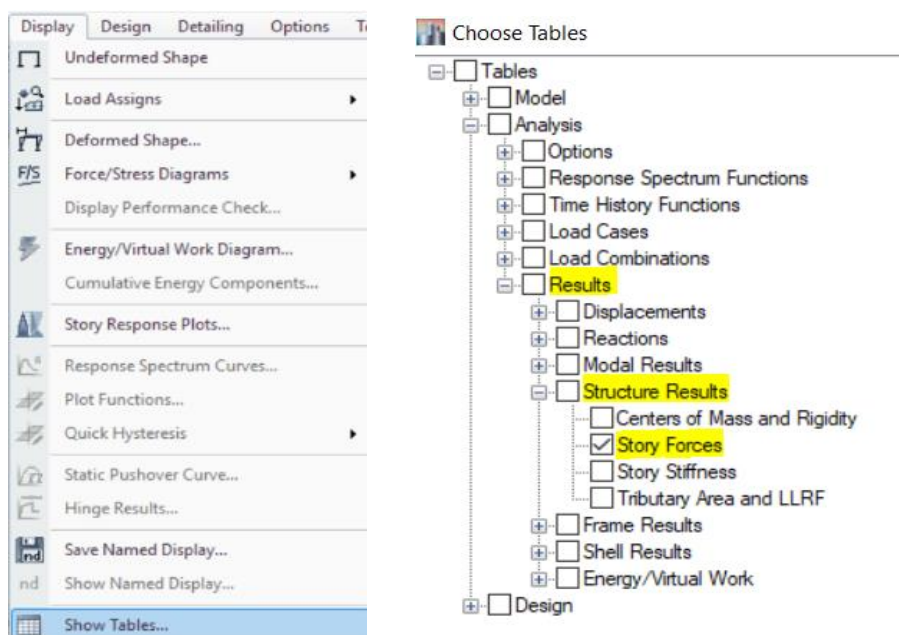 Display Design Detailing Options
Undeformed Shape
Load Assigns
Deformed Shape...
F/S Force/Stress Diagrams
Display Performance Check...
Energy/Virtual Work Diagram...
Cumulative Energy Components...
Story Response Plots...
Response Spectrum Curves...
Plot Functions...
Quick Hysteresis
Static Pushover Curve...
Hinge Results...
nd Save Named Display...
nd Show Named Display...
Show Tables...
Choose Tables
Tables
Model
Analysis
Options
Response Spectrum Functions
Time History Functions
Load Cases
Load Combinations
Results
Displacements
Reactions
Modal Results
Structure Results
Centers of Mass and Rigidity
Story Forces
Story Stiffness
Tributary Area and LLRF
Frame Results
Shell Results
Energy/Virtual Work
Design